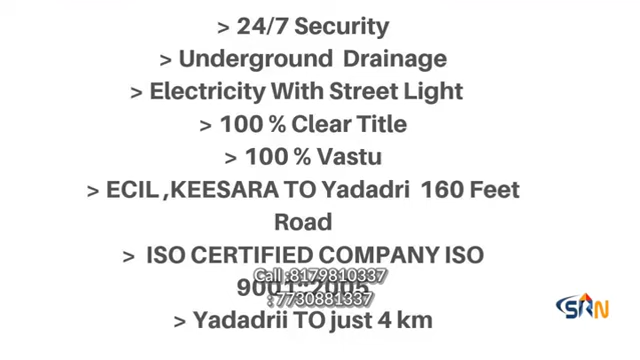 > 24/7 Security
> Underground Drainage
> Electricity With Street Light
> 100 % Clear Title
> 100 % Vastu
> ECIL ,KEESARA TO Yadadri 160 Feet
Road
> ISO CERTIFIED COMPANY ISO
Call :8179810337
9001::2005
: 7730881337
SRN
> Yadadrii TO just 4 km